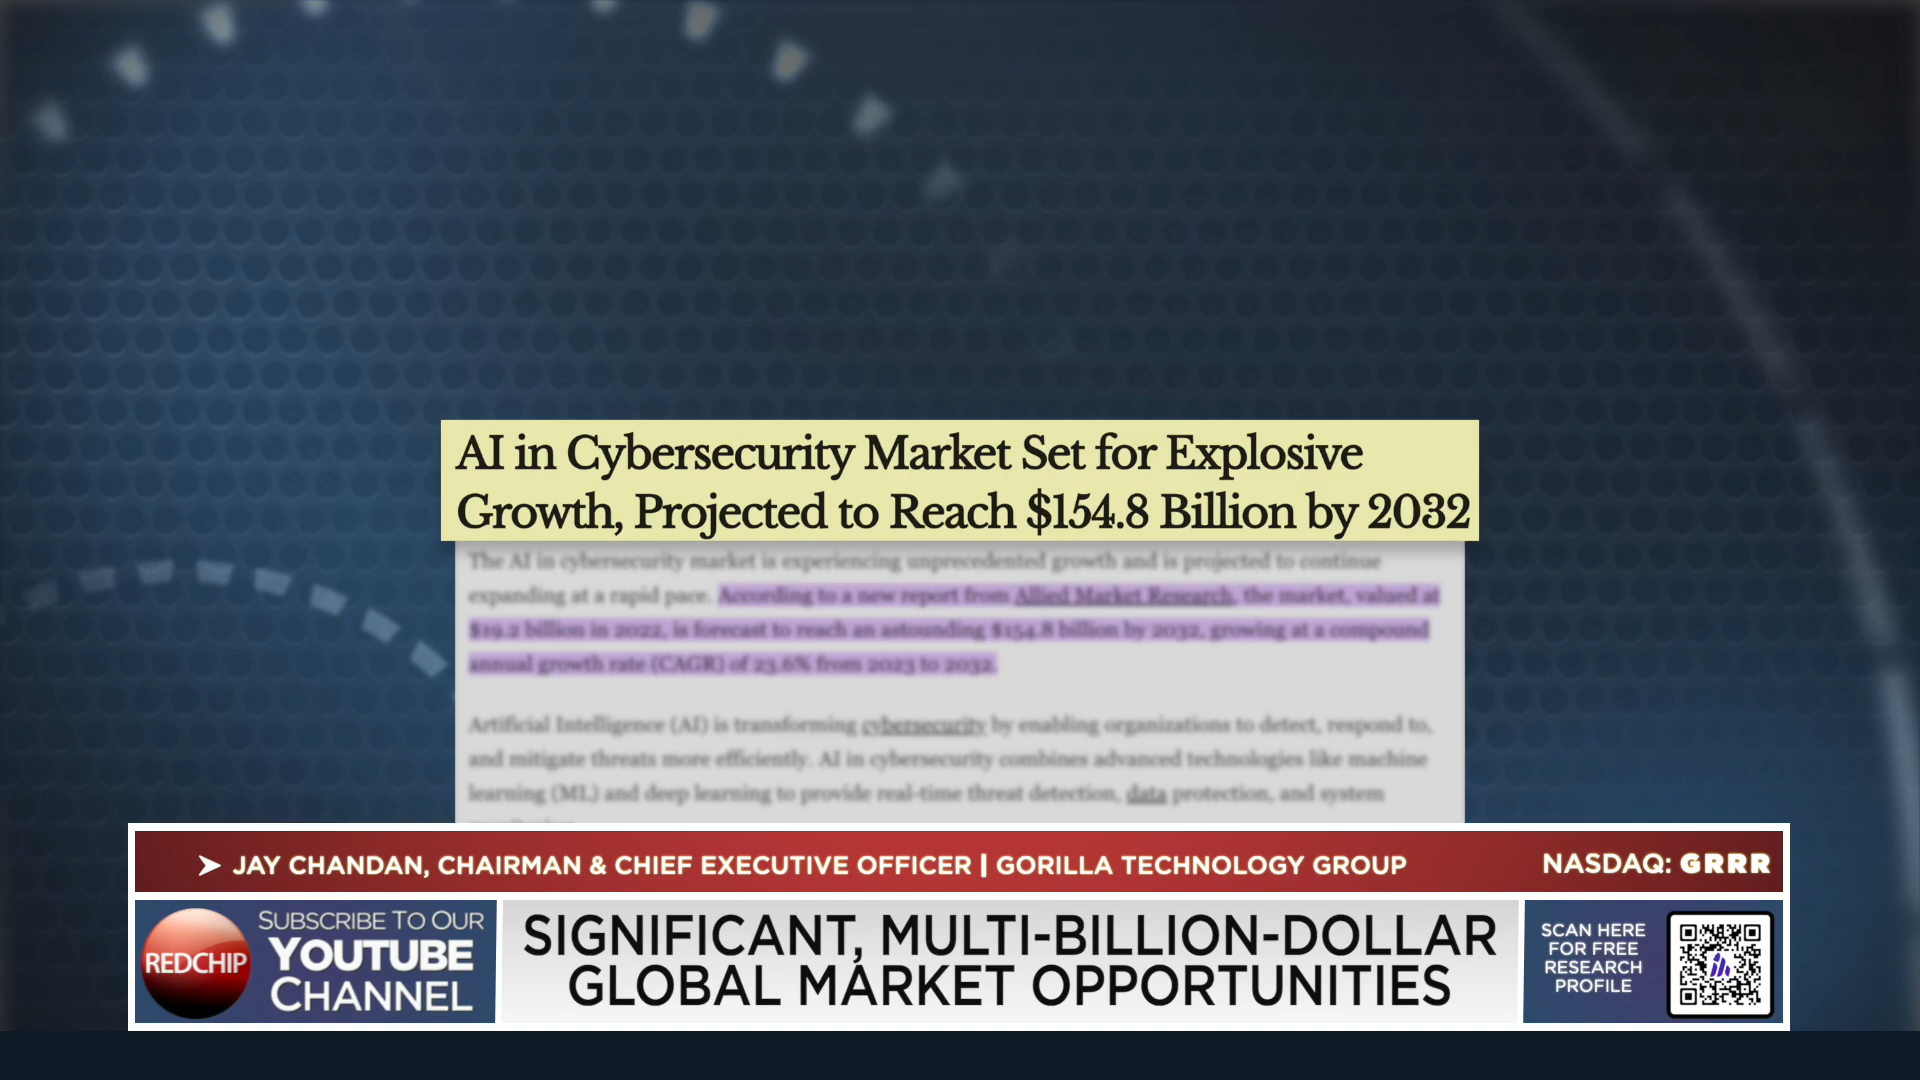 AI in Cybersecurity Market Set for Explosive
Growth, Projected to Reach $154.8 Billion by 2032
The AI in cybersecurity market is experiencing unprecedented growth and is projected to continue
expanding at a rapid pace. According to a new report from Allied Market Research, the market, valued at
$19.2 billion in 2022, is forecast to reach an astounding $154.8 billion by 2032, growing at a compound
annual growth rate (CAGR) of 23.6% from 2023 to 2032.
Artificial Intelligence (AI) is transforming cybersecurity by enabling organizations to detect, respond to,
and mitigate threats more efficiently. AI in cybersecurity combines advanced technologies like machine
learning (ML) and deep learning to provide real-time threat detection, data protection, and system
➤ JAY CHANDAN, CHAIRMAN & CHIEF EXECUTIVE OFFICER | GORILLA TECHNOLOGY GROUP
NASDAQ: GRRR
REDCHIP
SUBSCRIBE TO OUR
YOUTUBE
CHANNEL
SIGNIFICANT, MULTI-BILLION-DOLLAR
GLOBAL MARKET OPPORTUNITIES
SCAN HERE
FOR FREE
RESEARCH
PROFILE